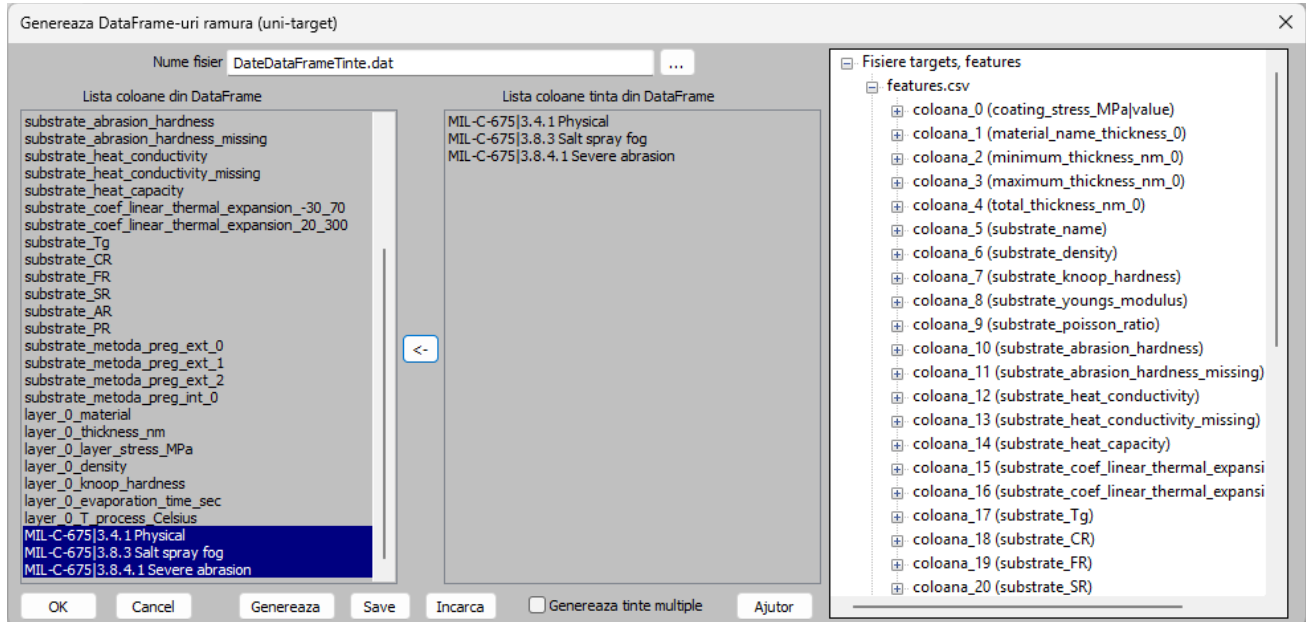 Genereaza DataFrame-uri ramura (uni-target)
Nume fisier DateDataFrameTinte.dat ...
Lista coloane din DataFrame
substrate_abrasion_hardness
substrate_abrasion_hardness_missing
substrate_heat_conductivity
substrate_heat_conductivity_missing
substrate_heat_capacity
substrate_coef_linear_thermal_expansion_-30_70
substrate_coef_linear_thermal_expansion_20_300
substrate_Tg
substrate_CR
substrate_FR
substrate_SR
substrate_AR
substrate_PR
substrate_metoda_preg_ext_0
substrate_metoda_preg_ext_1
substrate_metoda_preg_ext_2
substrate_metoda_preg_int_0
layer_0_material
layer_0_thickness_nm
layer_0_layer_stress_MPa
layer_0_density
layer_0_knoop_hardness
layer_0_evaporation_time_sec
layer_0_T_process_Celsius
MIL-C-675|3.4.1 Physical
MIL-C-675|3.8.3 Salt spray fog
MIL-C-675|3.8.4.1 Severe abrasion
<-
Lista coloane tinta din DataFrame
MIL-C-675|3.4.1 Physical
MIL-C-675|3.8.3 Salt spray fog
MIL-C-675|3.8.4.1 Severe abrasion
OK Cancel Genereaza Save Incarca Genereaza tinte multiple Ajutor
Fisiere targets, features
features.csv
coloana_0 (coating_stress_MPa|value)
coloana_1 (material_name_thickness_0)
coloana_2 (minimum_thickness_nm_0)
coloana_3 (maximum_thickness_nm_0)
coloana_4 (total_thickness_nm_0)
coloana_5 (substrate_name)
coloana_6 (substrate_density)
coloana_7 (substrate_knoop_hardness)
coloana_8 (substrate_youngs_modulus)
coloana_9 (substrate_poisson_ratio)
coloana_10 (substrate_abrasion_hardness)
coloana_11 (substrate_abrasion_hardness_missing)
coloana_12 (substrate_heat_conductivity)
coloana_13 (substrate_heat_conductivity_missing)
coloana_14 (substrate_heat_capacity)
coloana_15 (substrate_coef_linear_thermal_expansi
coloana_16 (substrate_coef_linear_thermal_expansi
coloana_17 (substrate_Tg)
coloana_18 (substrate_CR)
coloana_19 (substrate_FR)
coloana_20 (substrate_SR)